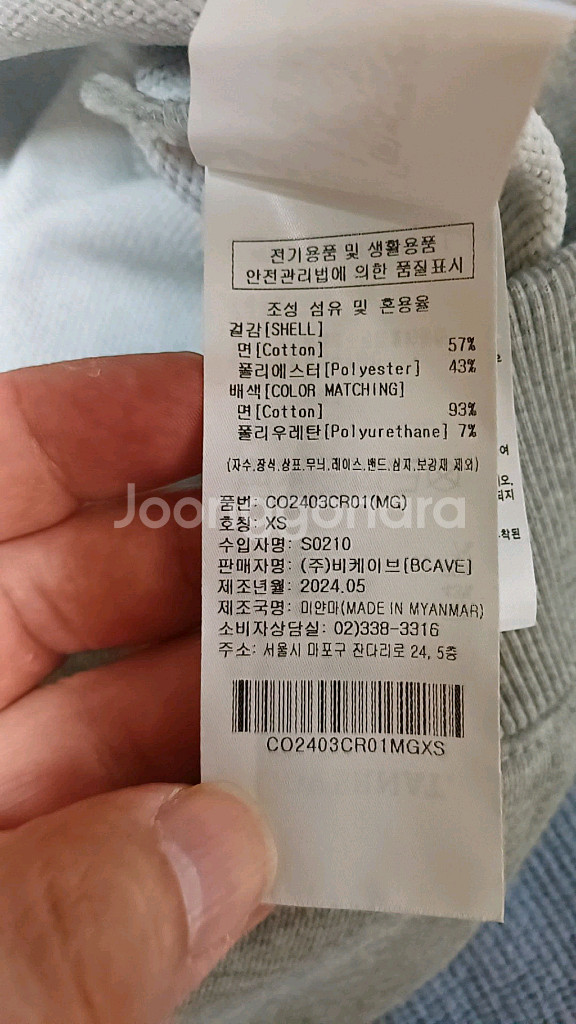 전기용품 및 생활용품
안전관리법에 의한 품질표시
조성 섬유 및 혼용율
겉감[SHELL]
면[Cotton] 57%
폴리에스터[Polyester] 43%
배색[COLOR MATCHING]
면[Cotton] 93%
폴리우레탄[Polyurethane] 7%
(자수,장식,상표,무늬,레이스,밴드,심지,보강재 제외)
품번: CO2403CR01(MG)
Joonggonara
호칭: XS
수입자명: S0210
판매자명: (주)비케이브[BCAVE]
제조년월: 2024.05
제조국명: 미얀마(MADE IN MYANMAR)
소비자상담실: 02)338-3316
주소: 서울시 마포구 잔다리로 24, 5층
CO2403CR01MGXS